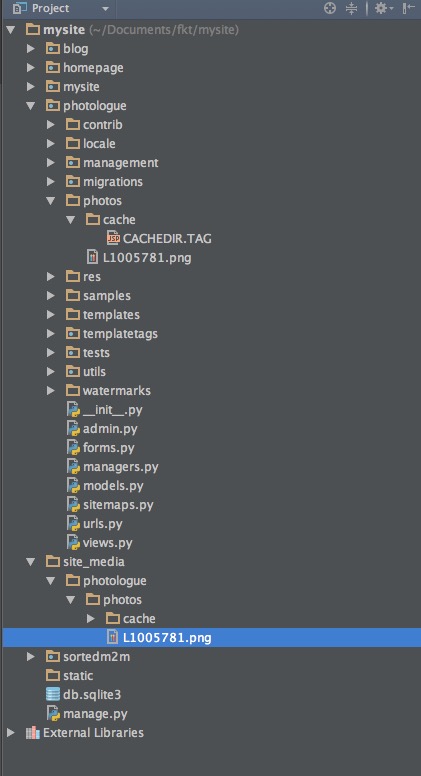 Project
mysite (~/Documents/fkt/mysite)
blog
homepage
mysite
photologue
contrib
locale
management
migrations
photos
cache
JSP CACHEDIR.TAG
L1005781.png
res
samples
templates
templatetags
tests
utils
watermarks
__init__.py
admin.py
forms.py
managers.py
models.py
sitemaps.py
urls.py
views.py
site_media
photologue
photos
cache
L1005781.png
sortedm2m
static
db.sqlite3
manage.py
External Libraries